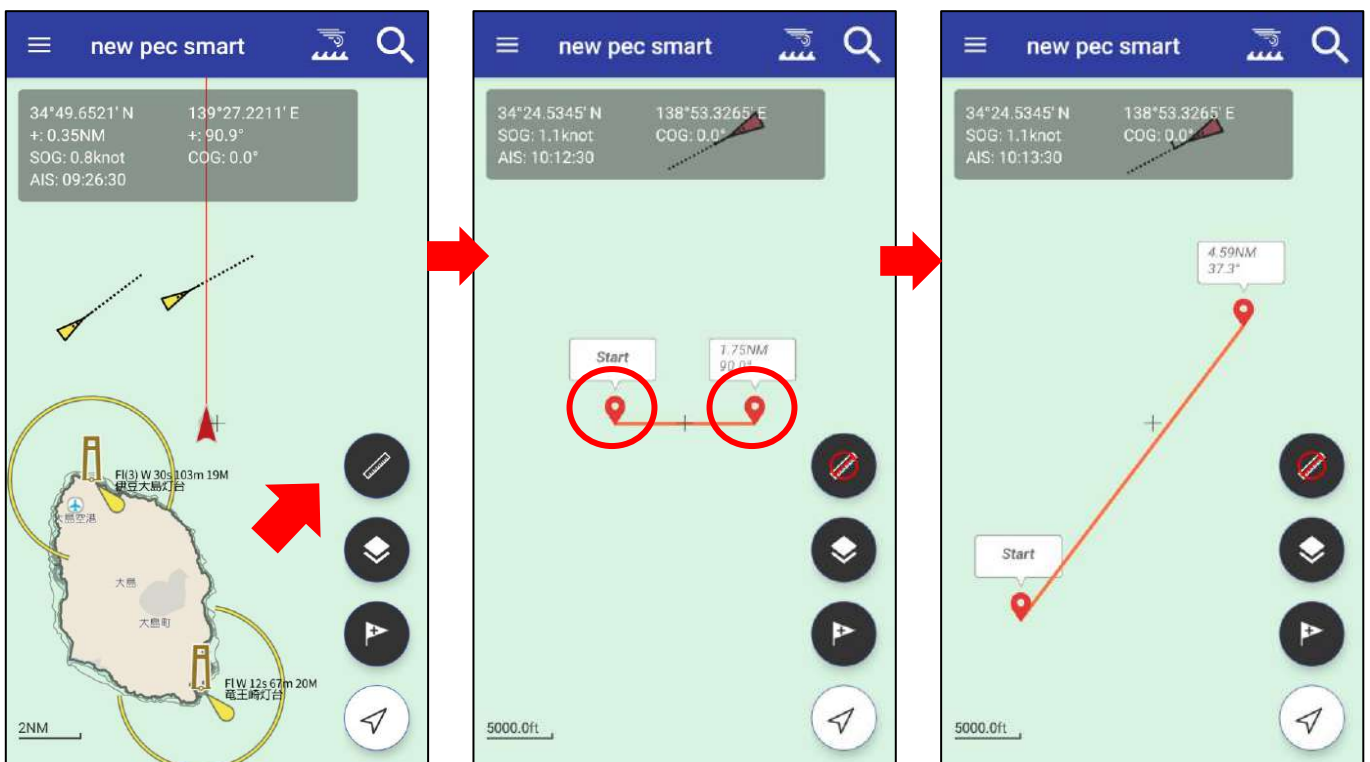 new pec smart
34°49.6521' N 139°27.2211' E
+: 0.35NM +: 90.9°
SOG: 0.8knot COG: 0.0°
AIS: 09:26:30
Fl(3) W 30s 103m 19M
伊豆大島灯台
大島空港
大島
大島町
Fl W 12s 67m 20M
竜王崎灯台
2NM
new pec smart
34°24.5345' N 138°53.3265' E
SOG: 1.1knot COG: 0.0°
AIS: 10:12:30
Start
1.75NM
90.0°
5000.0ft
new pec smart
34°24.5345' N 138°53.3265' E
SOG: 1.1knot COG: 0.0°
AIS: 10:13:30
4.59NM
37.3°
Start
5000.0ft